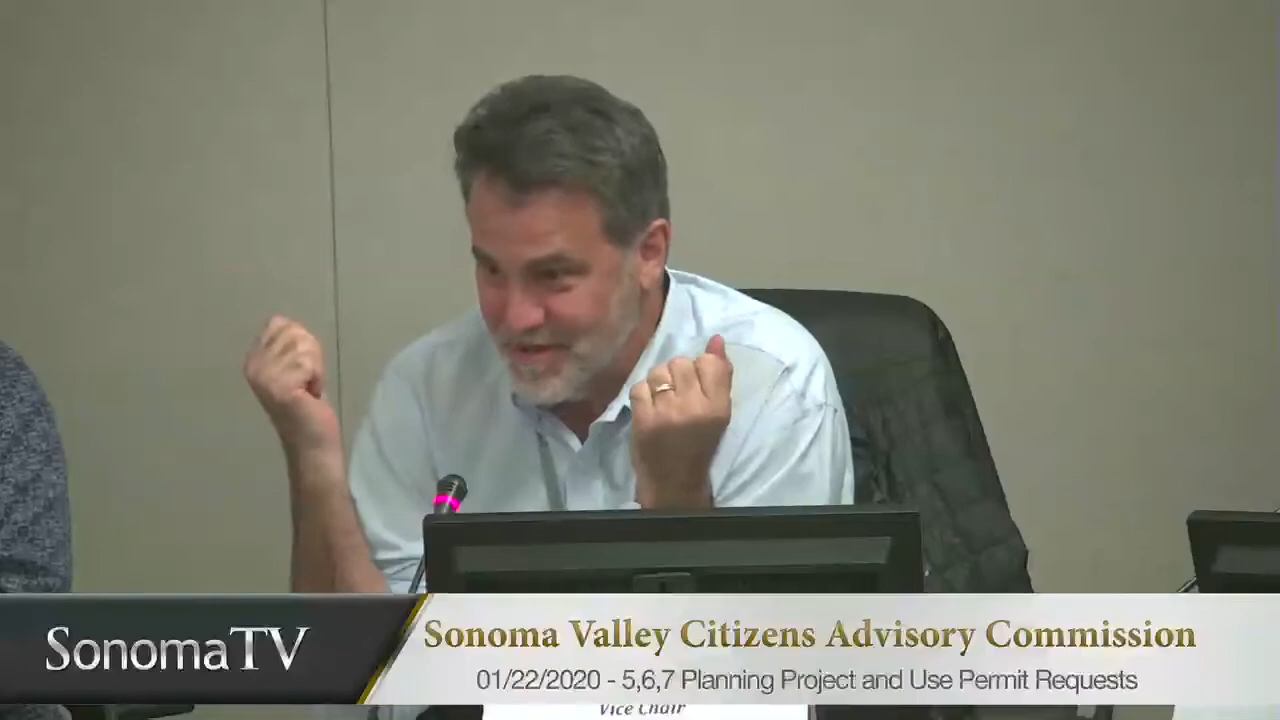 SonomaTV
Sonoma Valley Citizens Advisory Commission
01/22/2020 - 5,6,7 Planning Project and Use Permit Requests
Vice Chair